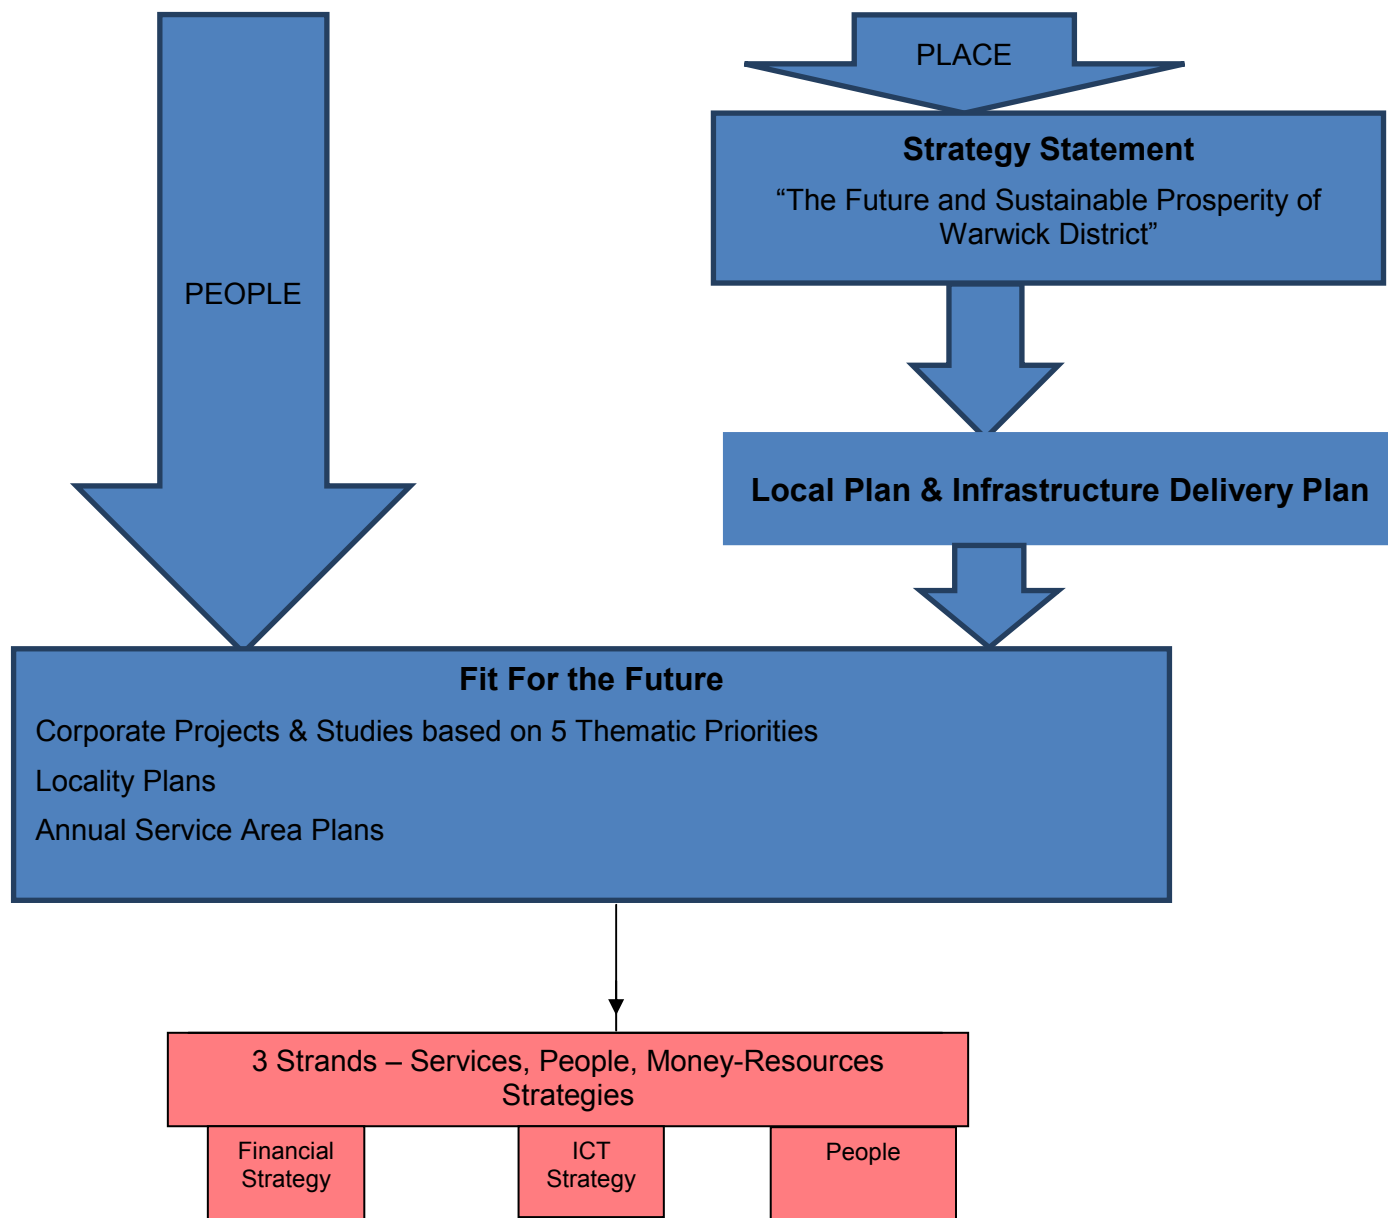 PLACE
Strategy Statement
“The Future and Sustainable Prosperity of
Warwick District”
PEOPLE
Local Plan & Infrastructure Delivery Plan
Fit For the Future
Corporate Projects & Studies based on 5 Thematic Priorities
Locality Plans
Annual Service Area Plans
3 Strands – Services, People, Money-Resources
Strategies
Financial
Strategy
ICT
Strategy
People